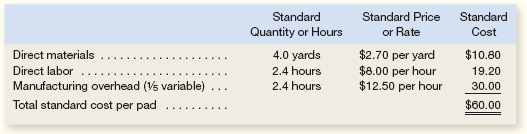 Standard Standard Price Standard
Quantity or Hours or Rate Cost
Direct materials . . . . . . . . . . . . . . . . . . . . 4.0 yards $2.70 per yard $10.80
Direct labor . . . . . . . . . . . . . . . . . . . . . . . 2.4 hours $8.00 per hour 19.20
Manufacturing overhead (⅕ variable) . . . 2.4 hours $12.50 per hour 30.00
Total standard cost per pad . . . . . . . . . . $60.00